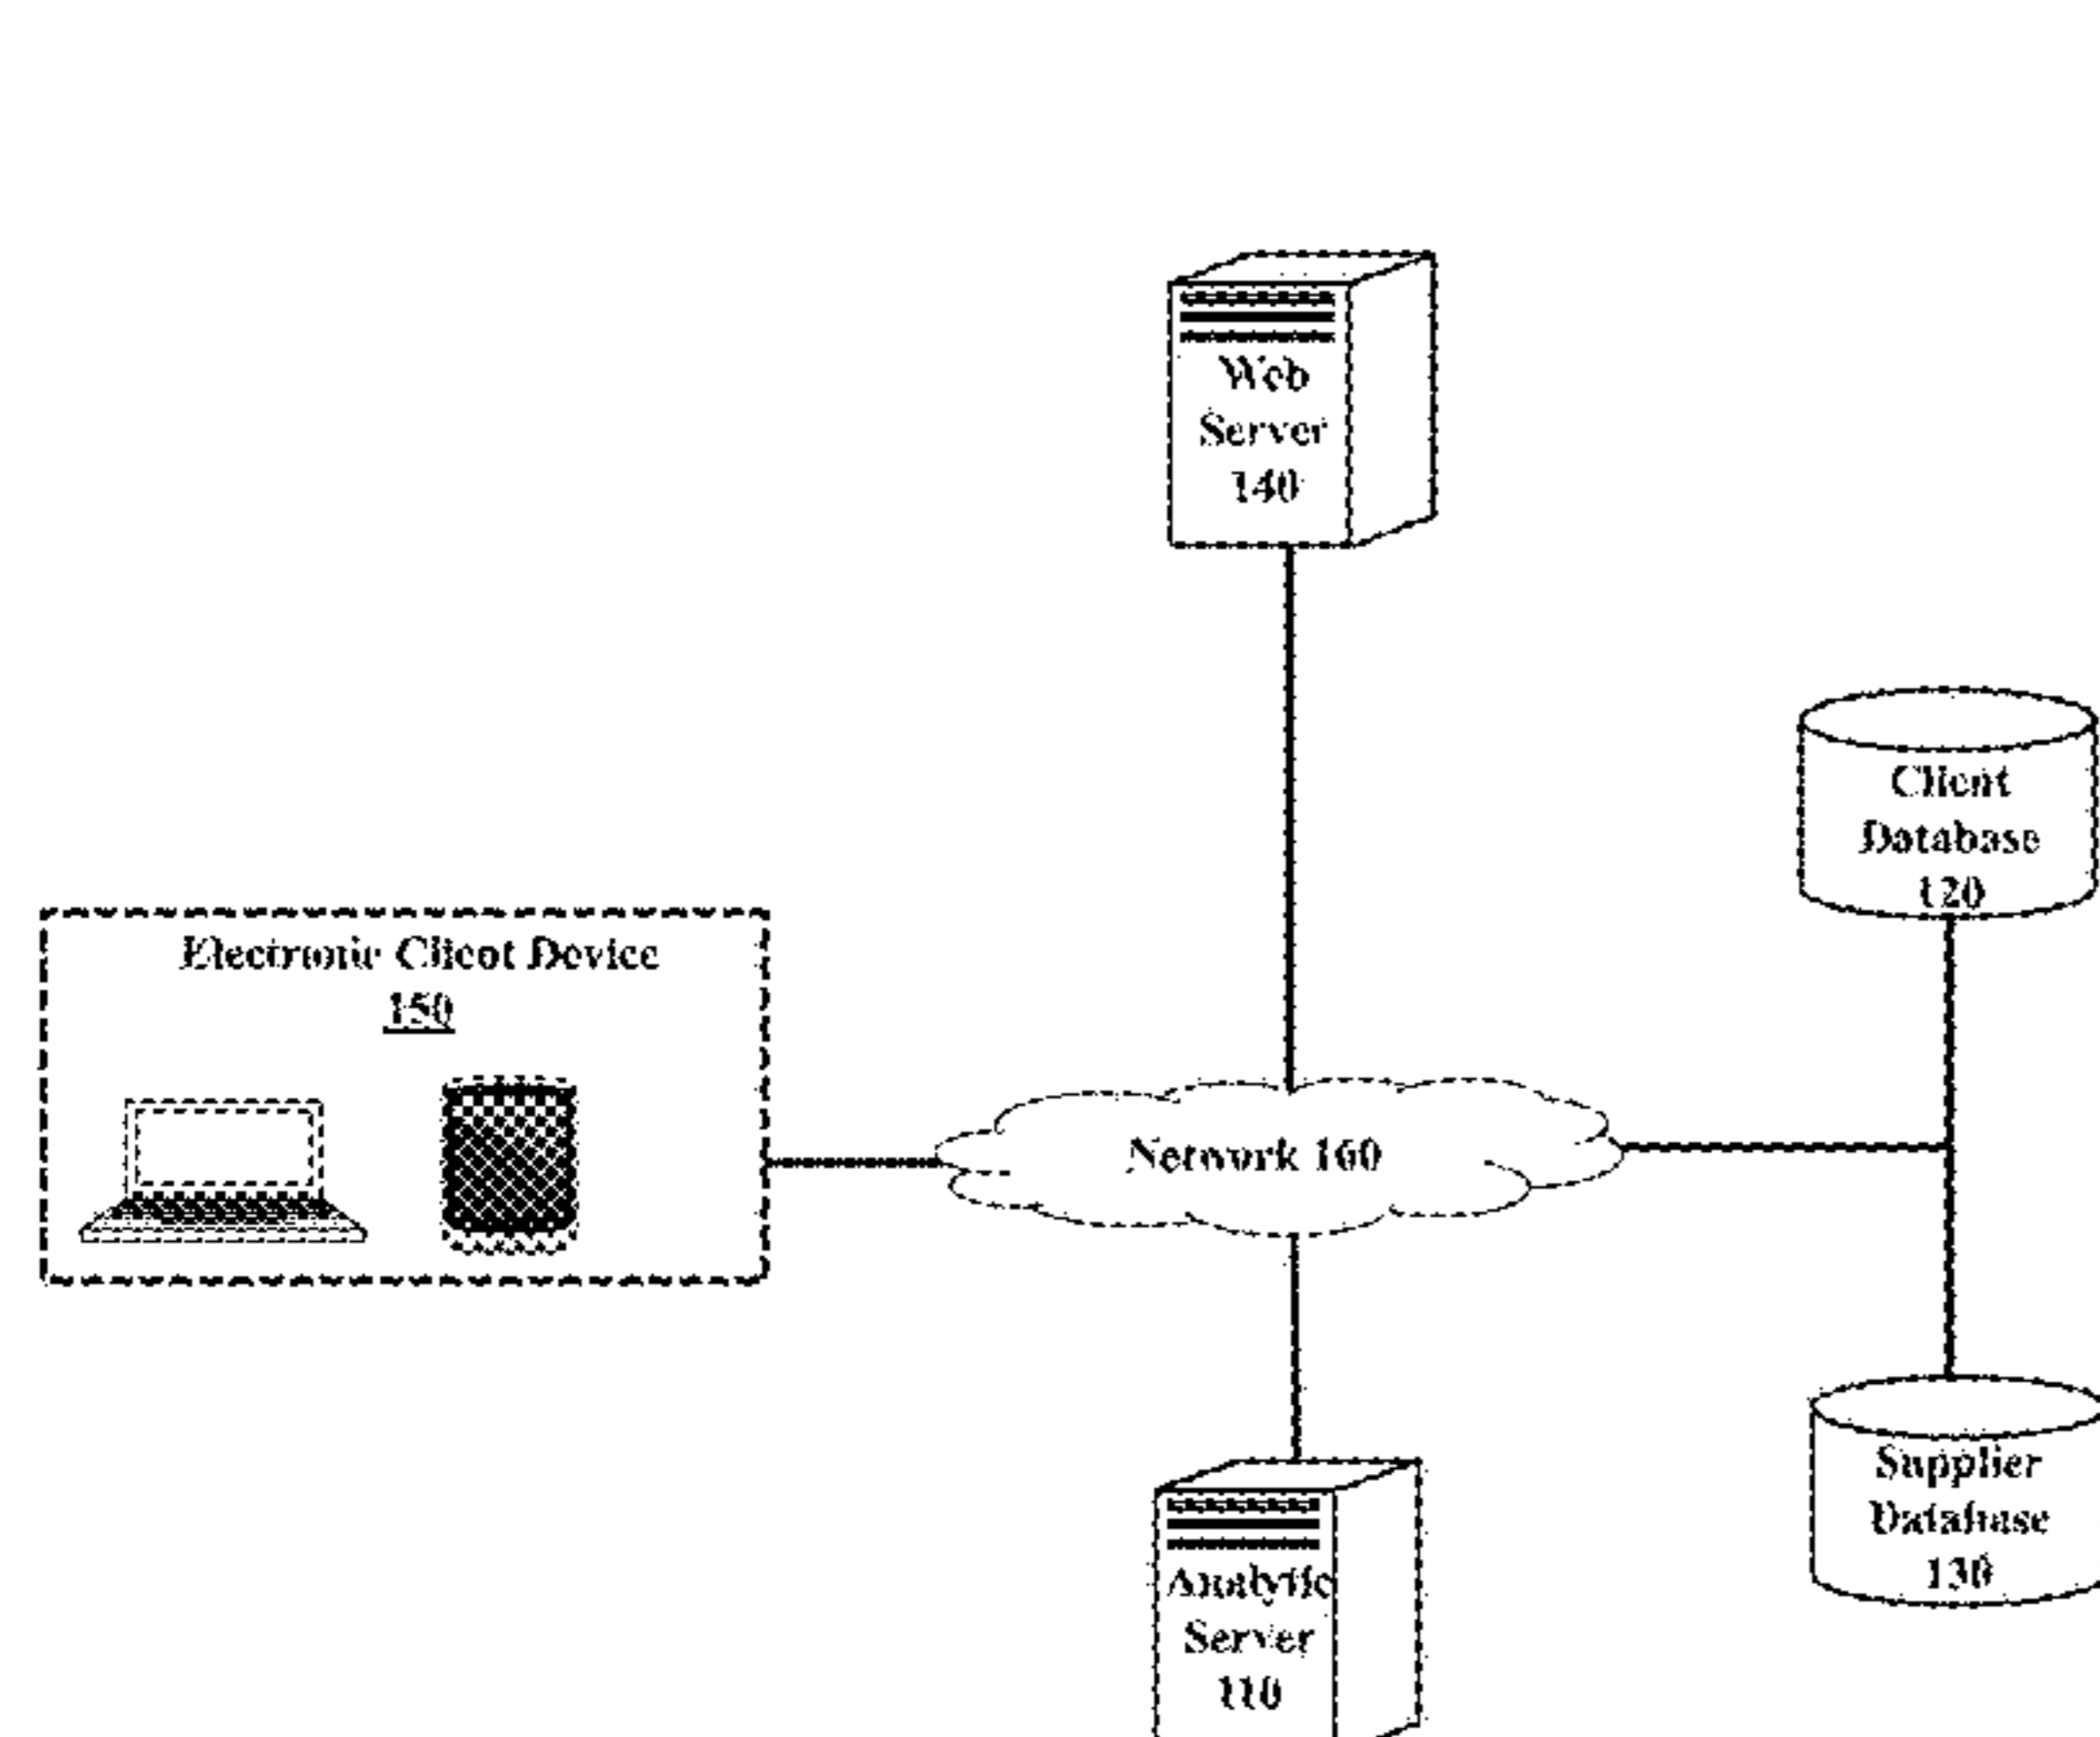 Web
Server
140
Client
Database
120
Electronic Client Device
150
Network 160
Supplier
Database
130
Analytic
Server
110